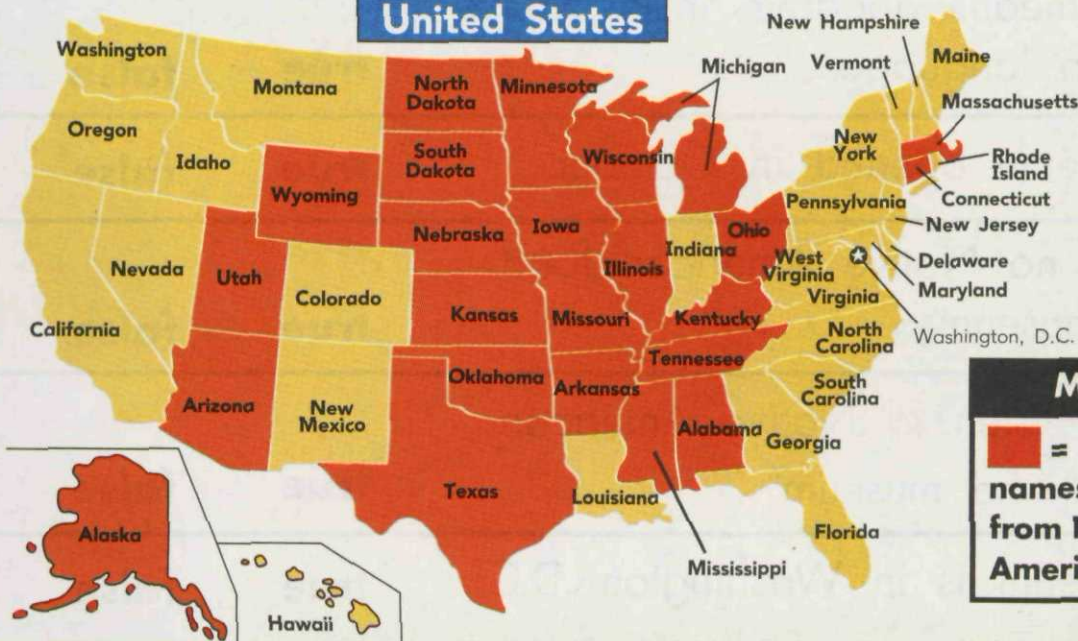 United States
Washington
Oregon
Idaho
Montana
Wyoming
Nevada
Utah
Colorado
California
Arizona
New
Mexico
North
Dakota
South
Dakota
Nebraska
Kansas
Oklahoma
Texas
Minnesota
Iowa
Missouri
Arkansas
Louisiana
Wisconsin
Illinois
Michigan
Indiana
Ohio
Kentucky
Tennessee
Mississippi
Alabama
Georgia
Florida
South
Carolina
North
Carolina
Virginia
West
Virginia
Pennsylvania
New
York
Vermont
New Hampshire
Maine
Massachusetts
Rhode
Island
Connecticut
New Jersey
Delaware
Maryland
Washington, D.C.
Alaska
Hawaii
M
=
names
from
Ameri